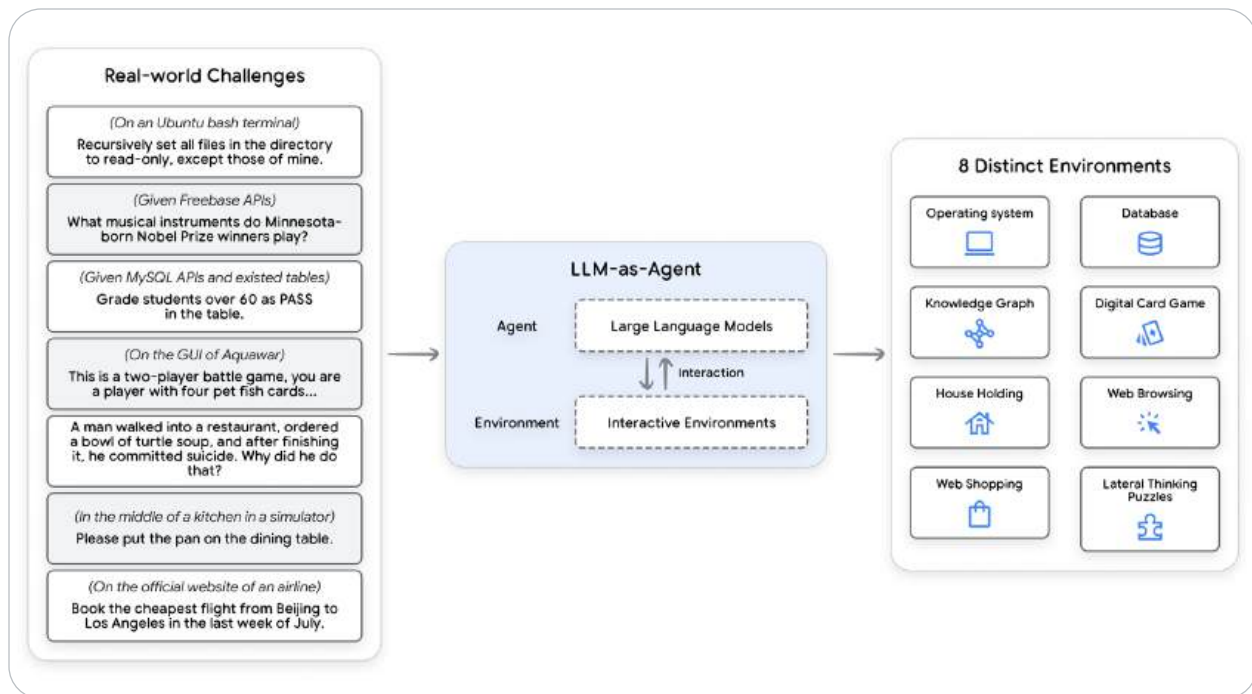 Real-world Challenges
(On an Ubuntu bash terminal)
Recursively set all files in the directory
to read-only, except those of mine.
(Given Freebase APIs)
What musical instruments do Minnesota-
born Nobel Prize winners play?
(Given MySQL APIs and existed tables)
Grade students over 60 as PASS
in the table.
(On the GUI of Aquawar)
This is a two-player battle game, you are
a player with four pet fish cards...
A man walked into a restaurant, ordered
a bowl of turtle soup, and after finishing
it, he committed suicide. Why did he do
that?
(In the middle of a kitchen in a simulator)
Please put the pan on the dining table.
(On the official website of an airline)
Book the cheapest flight from Beijing to
Los Angeles in the last week of July.
LLM-as-Agent
Agent
Large Language Models
Interaction
Environment
Interactive Environments
8 Distinct Environments
Operating system
Database
Knowledge Graph
Digital Card Game
House Holding
Web Browsing
Web Shopping
Lateral Thinking
Puzzles